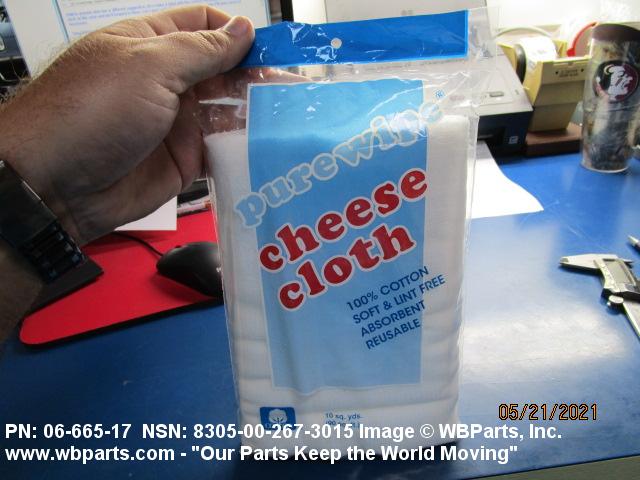 purewipe®
cheese
cloth
100% COTTON
SOFT & LINT FREE
ABSORBENT
REUSABLE
10 sq. yds.
05/21/2021
PN: 06-665-17 NSN: 8305-00-267-3015 Image © WBParts, Inc.
www.wbparts.com - "Our Parts Keep the World Moving"